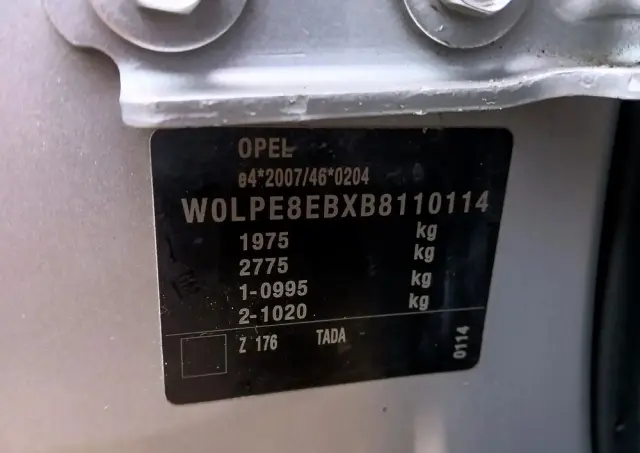 OPEL
e4*2007/46*0204
W0LPE8EBXB8110114
1975 kg
2775 kg
1-0995 kg
2-1020 kg
Z 176 TADA
0114